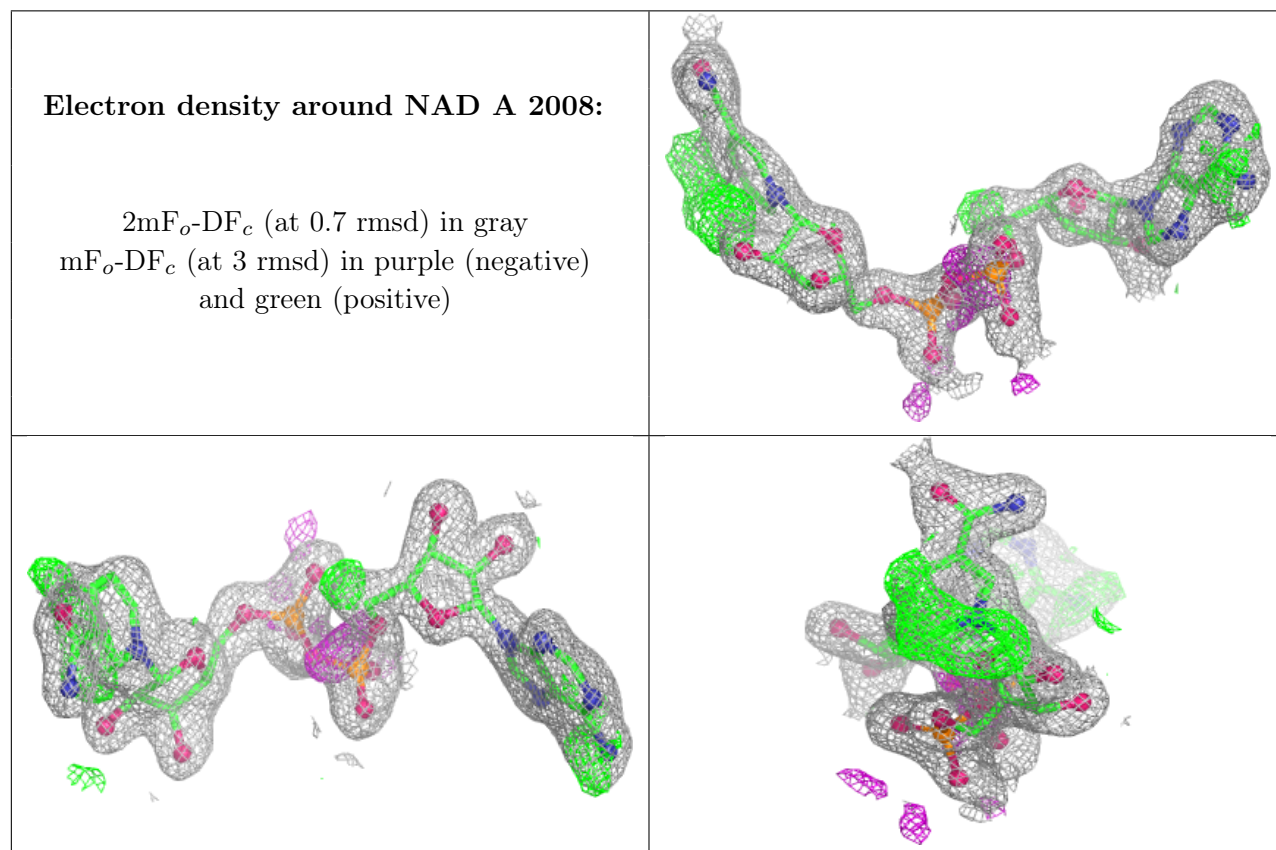 Electron density around NAD A 2008:
2mFₒ-DF𝒸 (at 0.7 rmsd) in gray
mFₒ-DF𝒸 (at 3 rmsd) in purple (negative)
and green (positive)